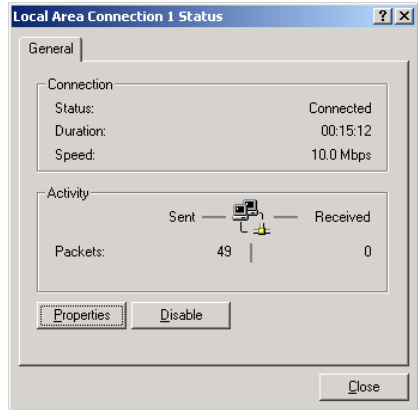 Local Area Connection 1 Status
General
Connection
Status: Connected
Duration: 00:15:12
Speed: 10.0 Mbps
Activity
Sent Received
Packets: 49 0
Properties Disable
Close